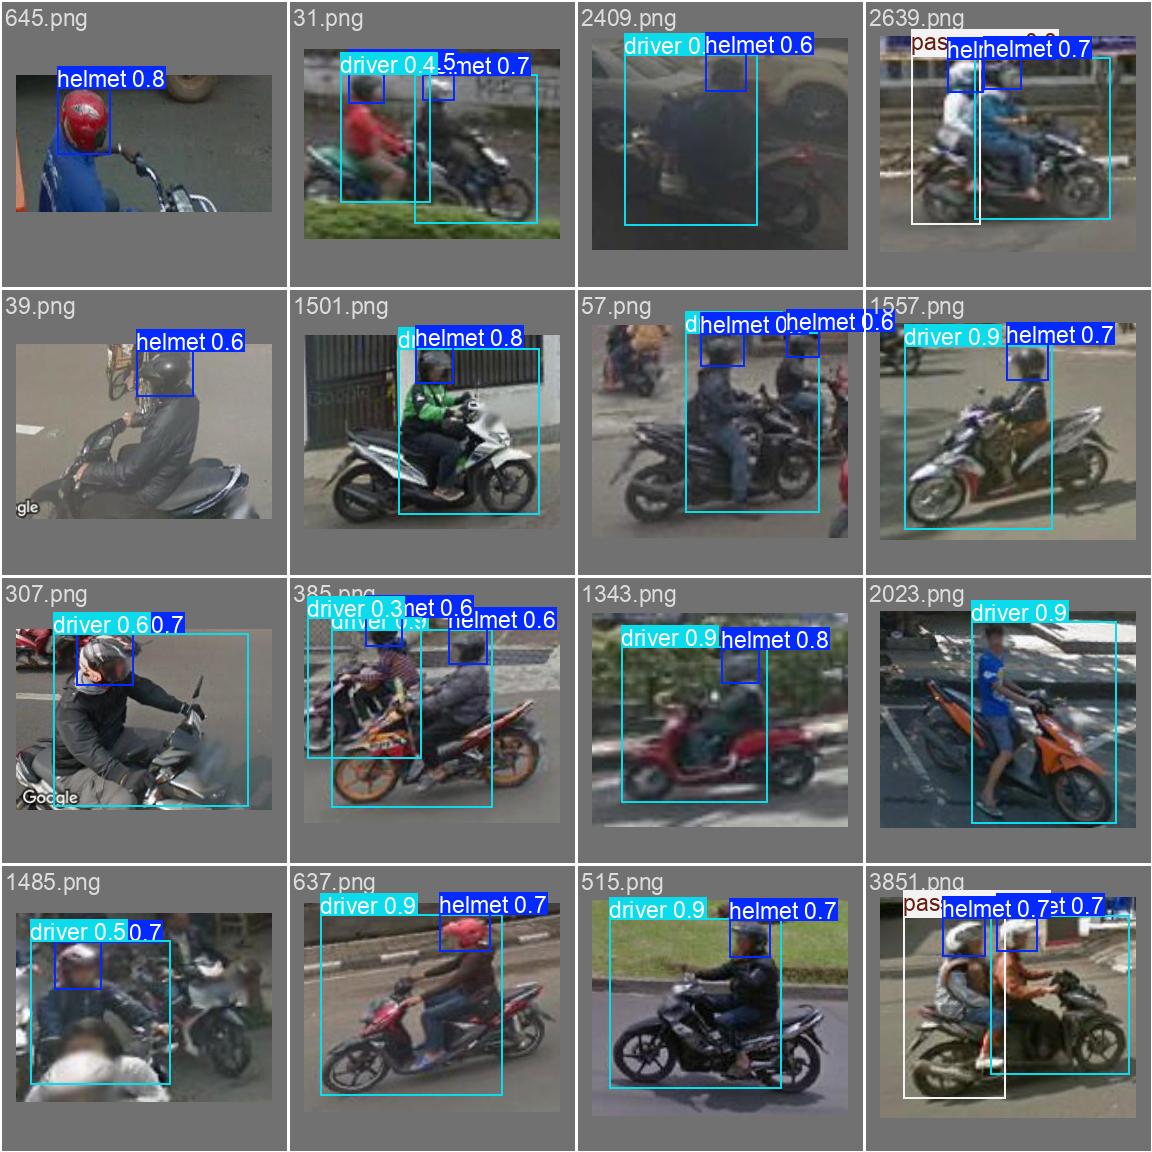 645.png
helmet 0.8
31.png
driver 0.4
helmet 0.7
2409.png
driver 0.
helmet 0.6
2639.png
pas
hel
helmet 0.7
39.png
helmet 0.6
gle
1501.png
dr
helmet 0.8
57.png
d
helmet 0.
helmet 0.6
1557.png
driver 0.9
helmet 0.7
307.png
driver 0.6
0.7
Google
385.png
driver 0.3
met 0.6
driver 0.9
helmet 0.6
1343.png
driver 0.9
helmet 0.8
2023.png
driver 0.9
1485.png
driver 0.5
0.7
637.png
driver 0.9
helmet 0.7
515.png
driver 0.9
helmet 0.7
3851.png
pas
helmet 0.7
et 0.7